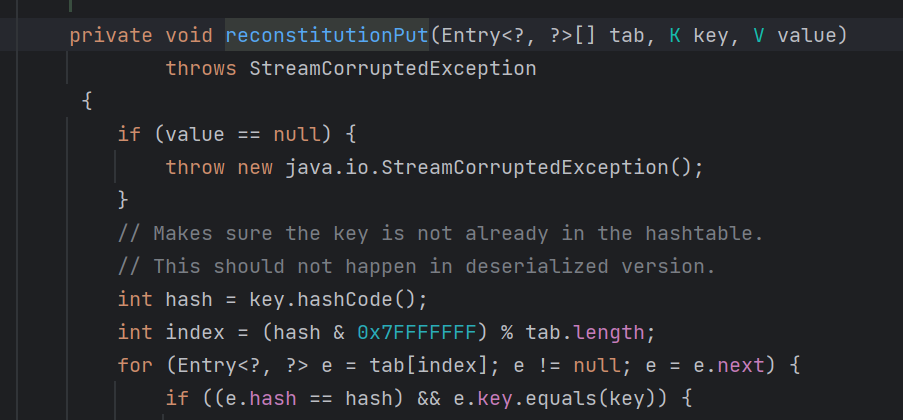 private void reconstitutionPut(Entry<?, ?>[] tab, K key, V value)
throws StreamCorruptedException
{
if (value == null) {
throw new java.io.StreamCorruptedException();
}
// Makes sure the key is not already in the hashtable.
// This should not happen in deserialized version.
int hash = key.hashCode();
int index = (hash & 0x7FFFFFFF) % tab.length;
for (Entry<?, ?> e = tab[index]; e != null; e = e.next) {
if ((e.hash == hash) && e.key.equals(key)) {